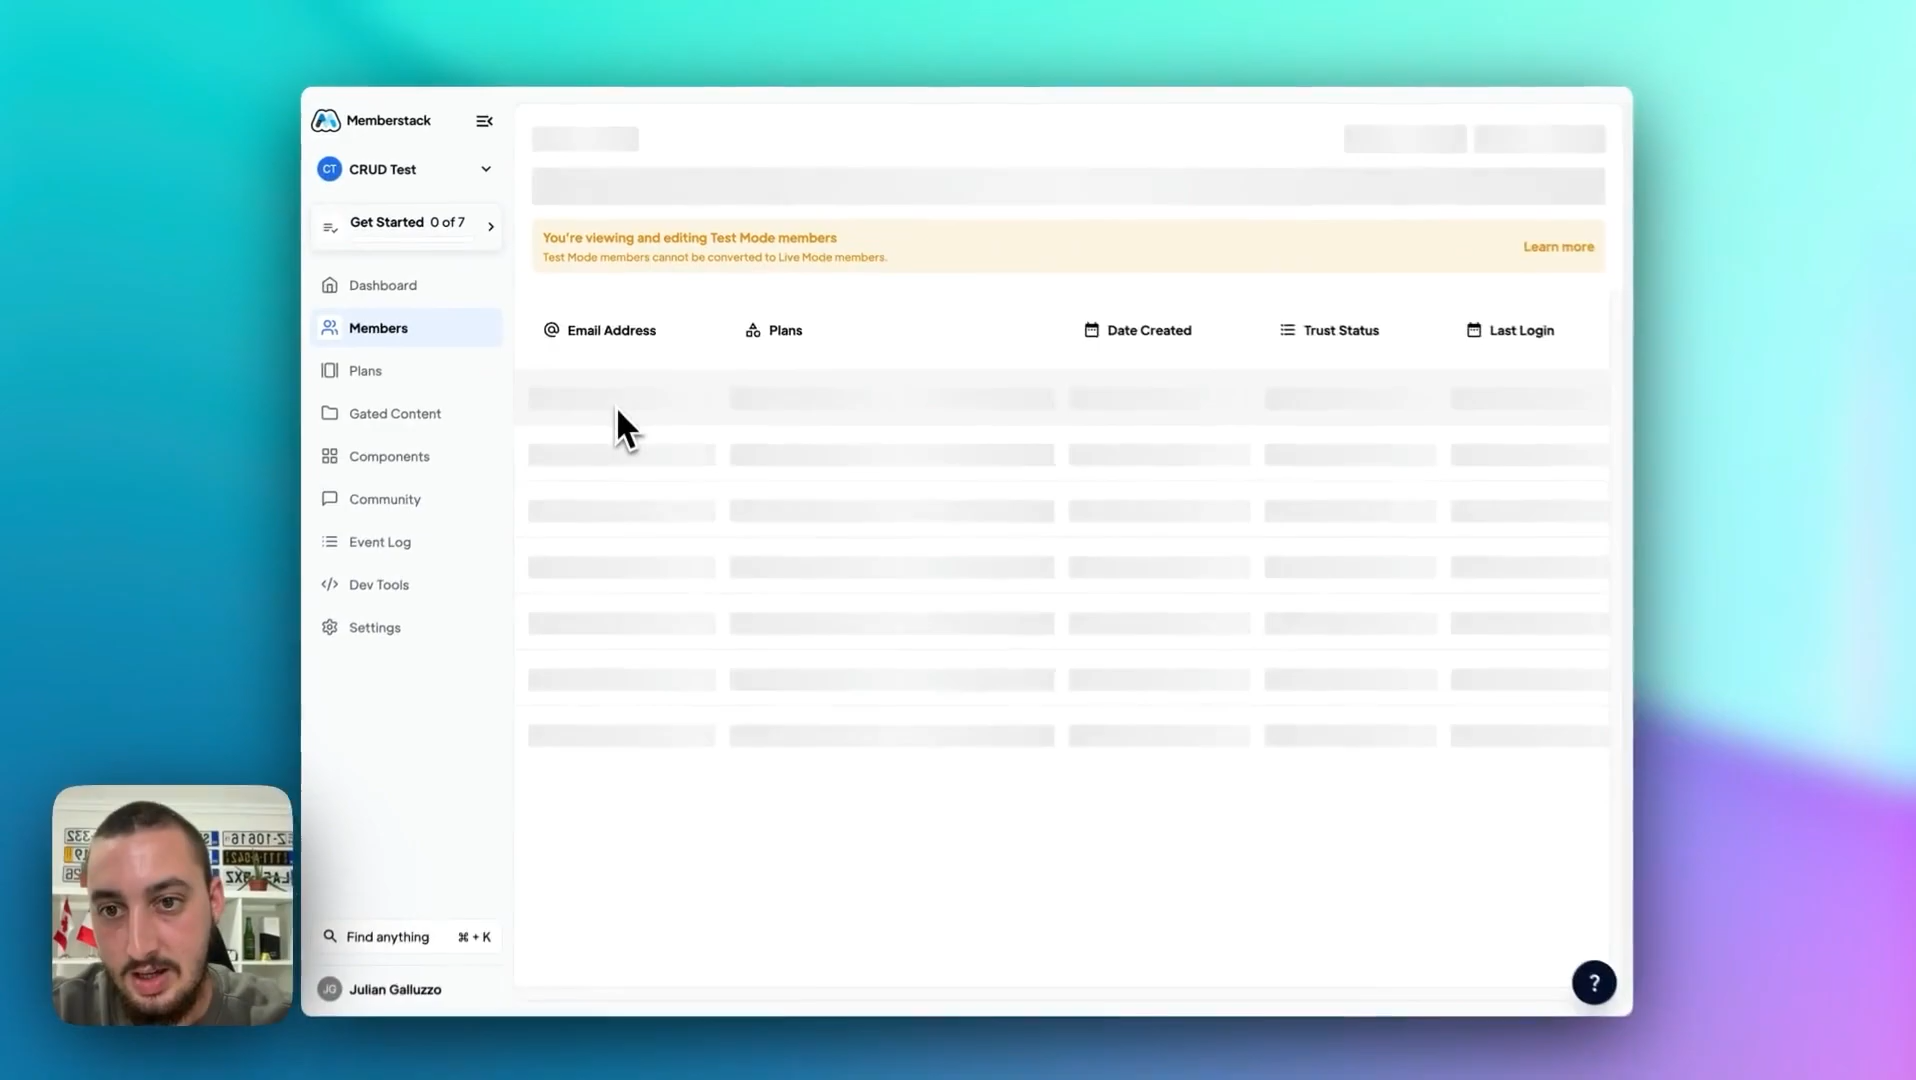 Memberstack
CT CRUD Test
Get Started 0 of 7
Dashboard
Members
Plans
Gated Content
Components
Community
Event Log
Dev Tools
Settings
Find anything ⌘ + K
JG Julian Galluzzo
You're viewing and editing Test Mode members
Test Mode members cannot be converted to Live Mode members.
Learn more
Email Address Plans Date Created Trust Status Last Login
?